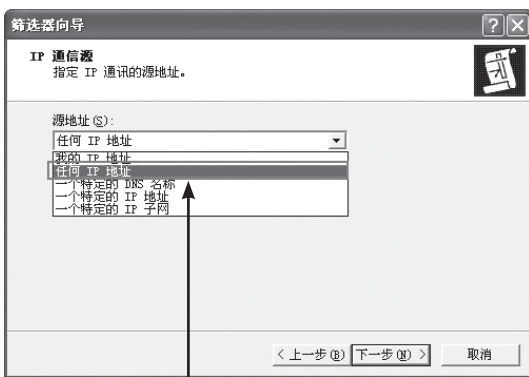 筛选器向导
IP 通信源
指定 IP 通讯的源地址。
源地址(S):
任何 IP 地址
我的 IP 地址
任何 IP 地址
一个特定的 DNS 名称
一个特定的 IP 地址
一个特定的 IP 子网
< 上一步(B) 下一步(N) > 取消